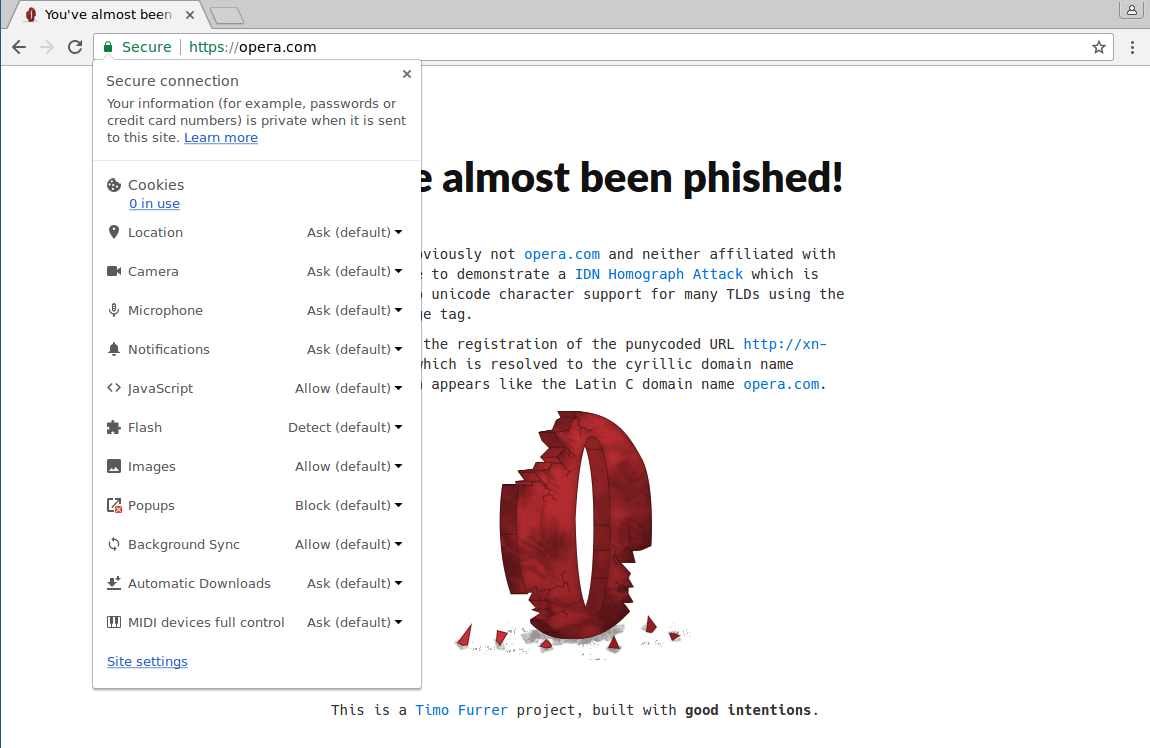 You've almost been
Secure
https://орега.com
Secure connection
Your information (for example, passwords or
credit card numbers) is private when it is sent
to this site. Learn more
almost been phished!
Cookies
0 in use
Location Ask (default)
not opera.com and neither affiliated with
Camera Ask (default)
to demonstrate a IDN Homograph Attack which is
unicode character support for many TLDs using the
Microphone Ask (default)
tag.
Notifications Ask (default)
the registration of the punycoded URL http://xn-
which is resolved to the cyrillic domain name
JavaScript Allow (default)
appears like the Latin C domain name opera.com.
Flash Detect (default)
Images Allow (default)
Popups Block (default)
Background Sync Allow (default)
Automatic Downloads Ask (default)
MIDI devices full control Ask (default)
Site settings
This is a Timo Furrer project, built with good intentions.